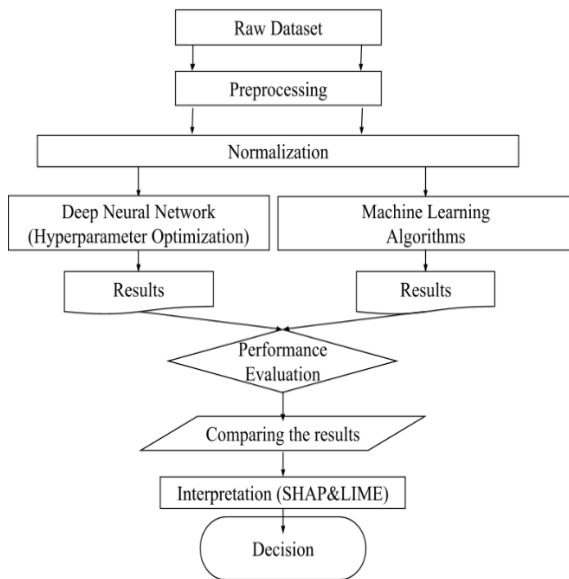 Raw Dataset
Preprocessing
Normalization
Deep Neural Network
(Hyperparameter Optimization)
Machine Learning
Algorithms
Results
Results
Performance
Evaluation
Comparing the results
Interpretation (SHAP&LIME)
Decision